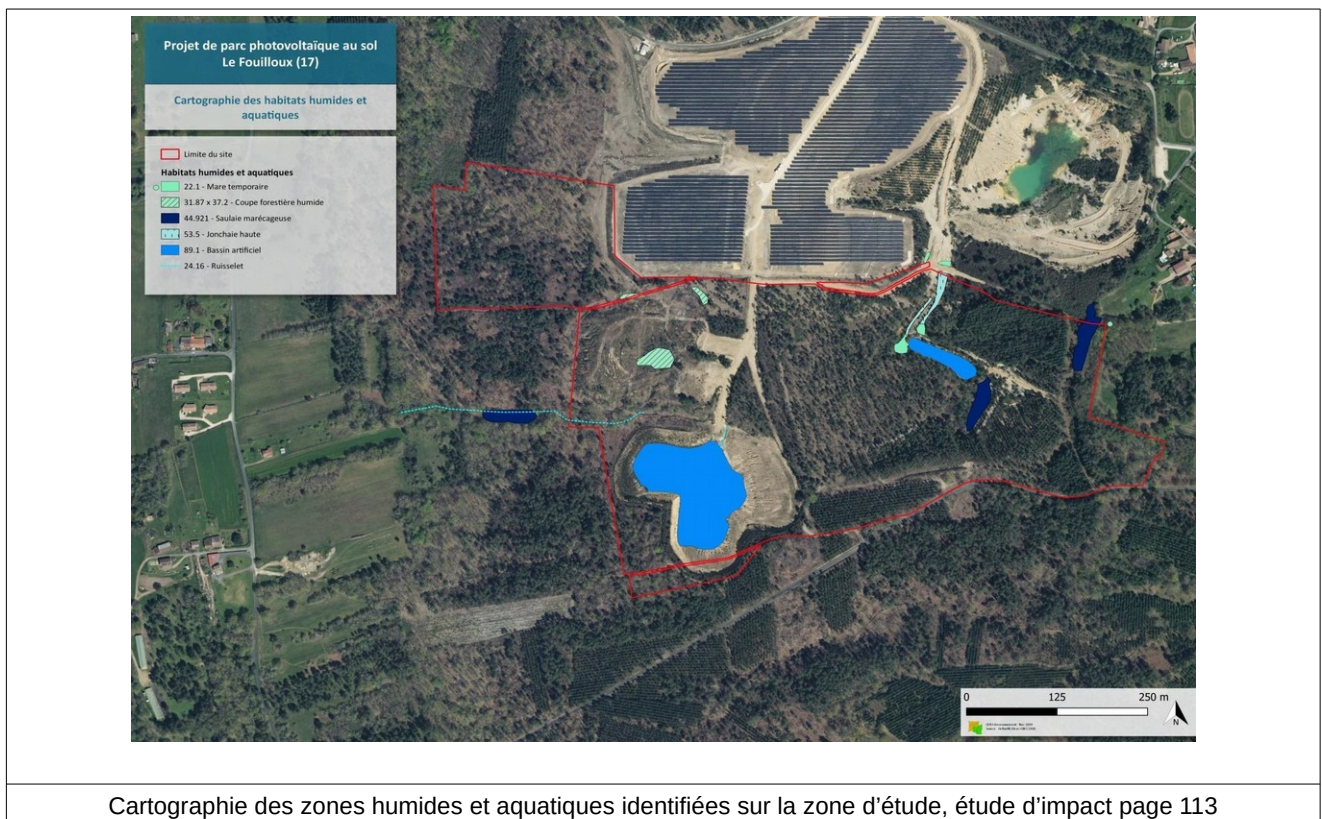 Projet de parc photovoltaïque au sol
Le Fouilloux (17)
Cartographie des habitats humides et
aquatiques
Limite du site
Habitats humides et aquatiques
22.1 - Mare temporaire
31.87 x 37.2 - Coupe forestière humide
44.921 - Saulaie marécageuse
53.5 - Jonchaie haute
89.1 - Bassin artificiel
24.16 - Ruisselet
0 125 250 m
N
Cartographie des zones humides et aquatiques identifiées sur la zone d'étude, étude d'impact page 113